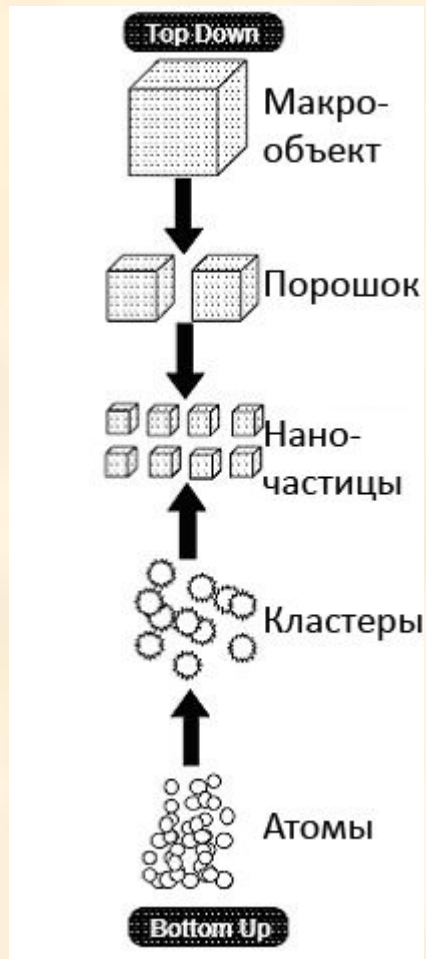 Top Down
Макро-
объект
Порошок
Нано-
частицы
Кластеры
Атомы
Bottom Up